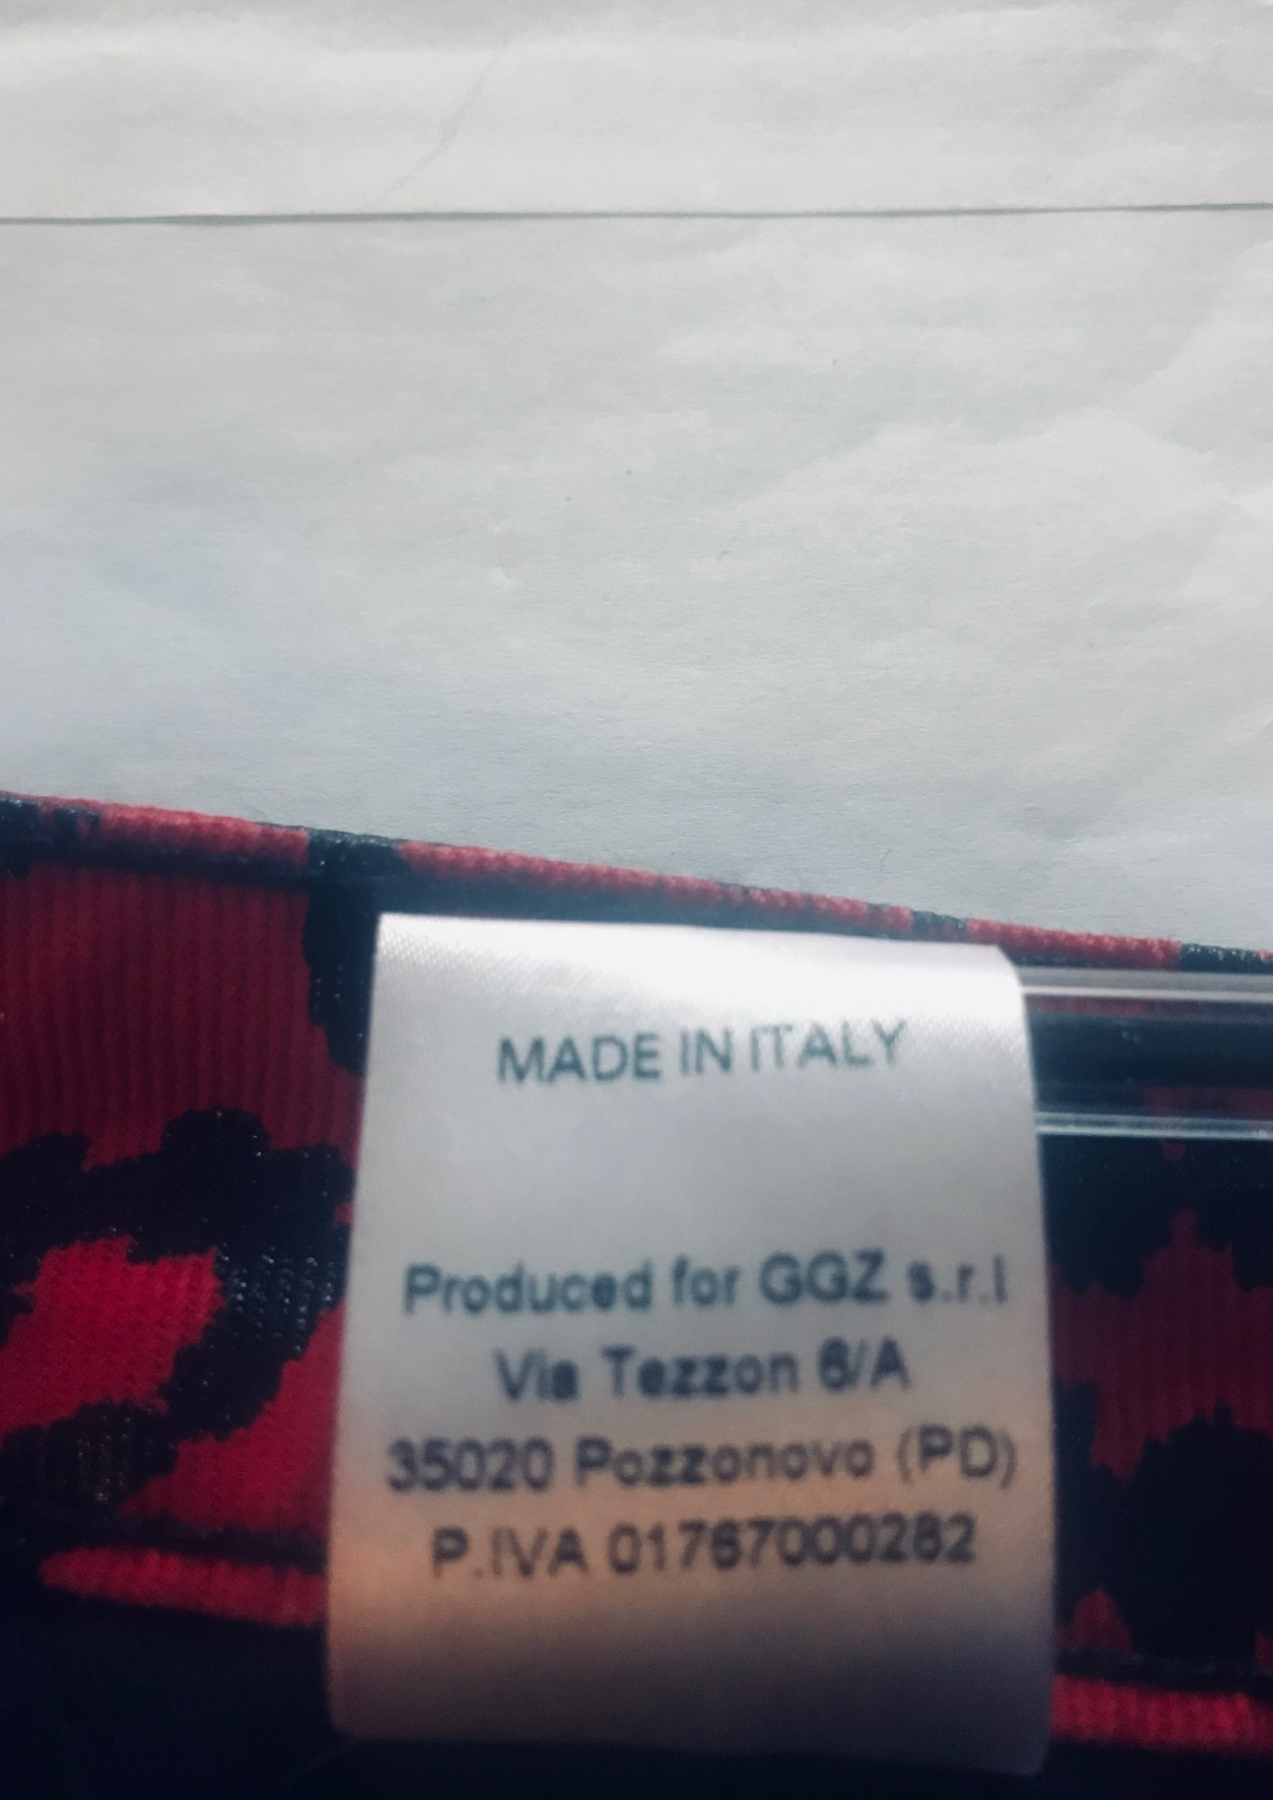 MADE IN ITALY
Produced for GGZ s.r.l
Via Tezzon 6/A
35020 Pozzonovo (PD)
P.IVA 01767000282